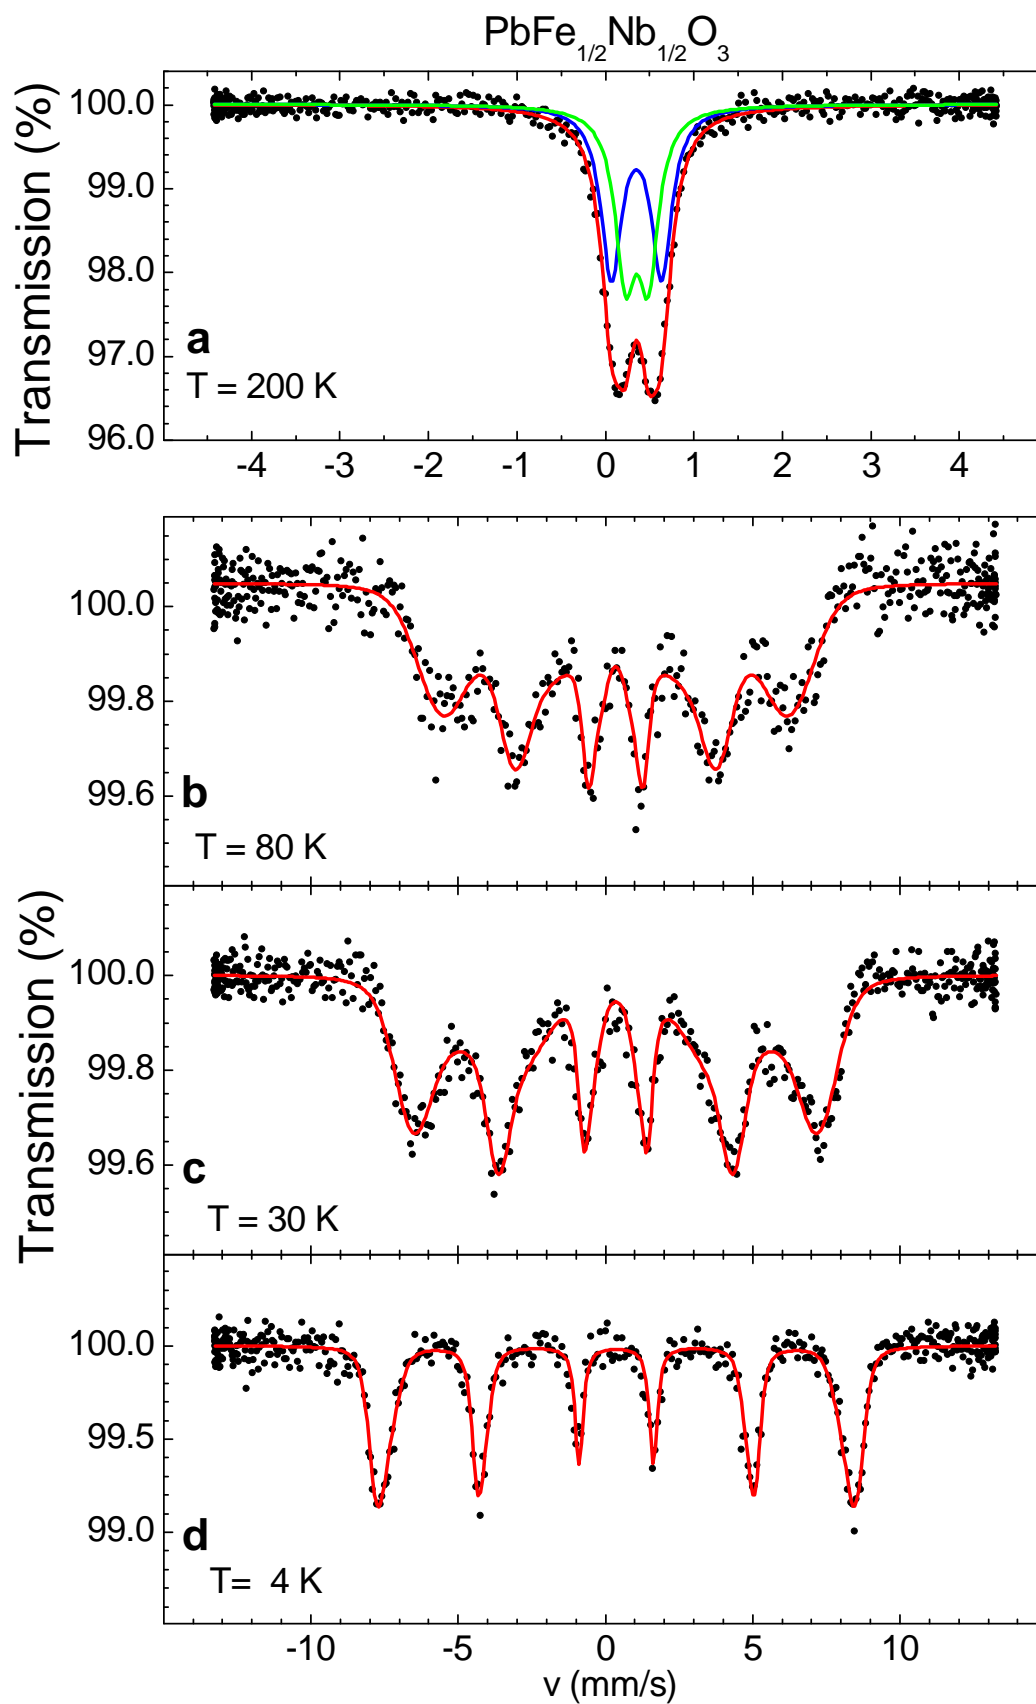 PbFe1/2Nb1/2O3
Transmission (%)
100.0
99.0
98.0
97.0
96.0
a
T = 200 K
-4 -3 -2 -1 0 1 2 3 4
100.0
99.8
99.6
b
T = 80 K
Transmission (%)
100.0
99.8
99.6
c
T = 30 K
100.0
99.5
99.0
d
T= 4 K
-10 -5 0 5 10
v (mm/s)